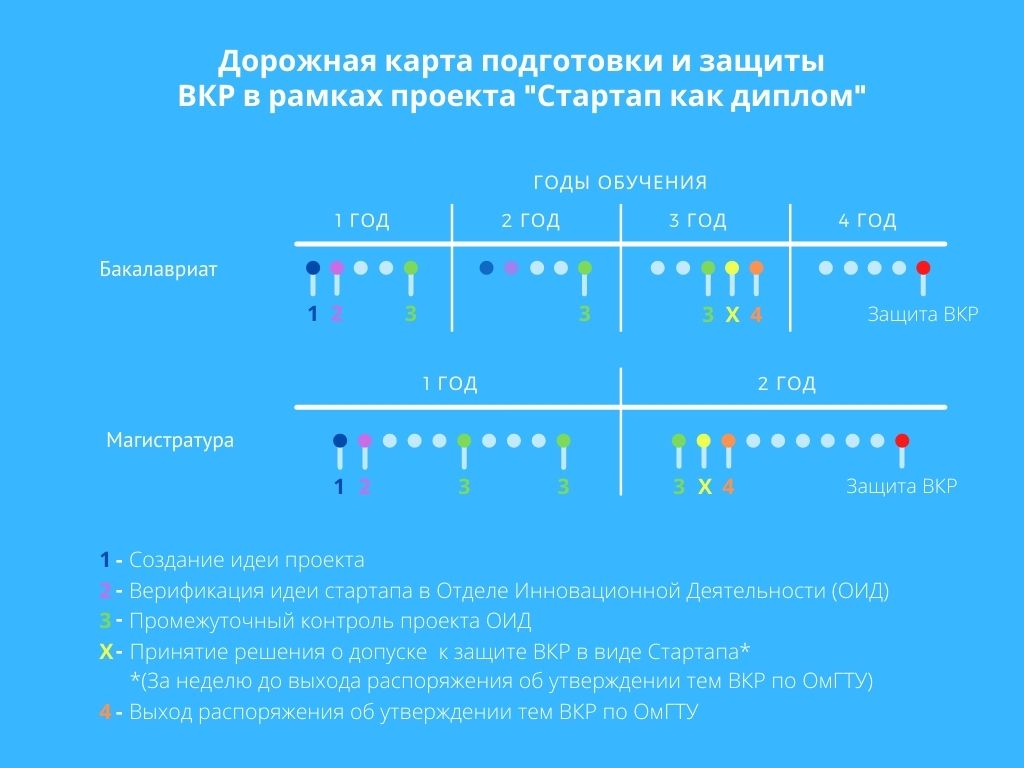 Дорожная карта подготовки и защиты
ВКР в рамках проекта "Стартап как диплом"
ГОДЫ ОБУЧЕНИЯ
1 ГОД 2 ГОД 3 ГОД 4 ГОД
Бакалавриат
1 2 3 3 3 X 4 Защита ВКР
1 ГОД 2 ГОД
Магистратура
1 2 3 3 3 X 4 Защита ВКР
1 - Создание идеи проекта
2 - Верификация идеи стартапа в Отделе Инновационной Деятельности (ОИД)
3 - Промежуточный контроль проекта ОИД
X - Принятие решения о допуске к защите ВКР в виде Стартапа*
*(За неделю до выхода распоряжения об утверждении тем ВКР по ОмГТУ)
4 - Выход распоряжения об утверждении тем ВКР по ОмГТУ